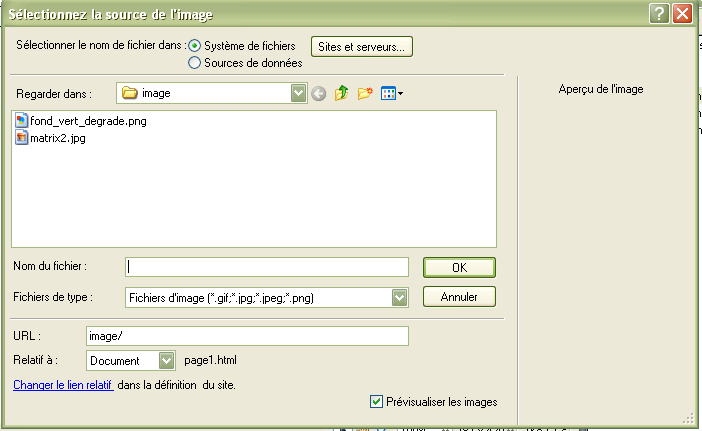 Sélectionnez la source de l'image
Sélectionner le nom de fichier dans : Système de fichiers Sites et serveurs...
Sources de données
Regarder dans : image
Aperçu de l'image
fond_vert_degrade.png
matrix2.jpg
Nom du fichier : OK
Fichiers de type : Fichiers d'image (*.gif;*.jpg;*.jpeg;*.png) Annuler
URL : image/
Relatif à : Document page1.html
Changer le lien relatif dans la définition du site.
Prévisualiser les images